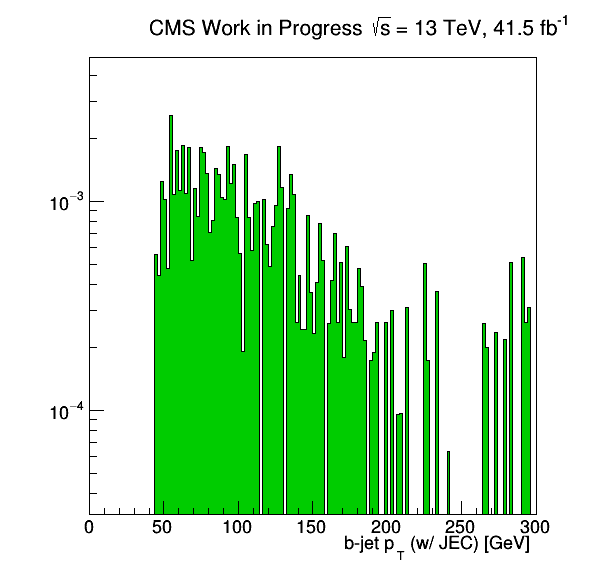 CMS Work in Progress √s = 13 TeV, 41.5 fb⁻¹
10⁻³
10⁻⁴
0 50 100 150 200 250 300
b-jet p_T (w/ JEC) [GeV]